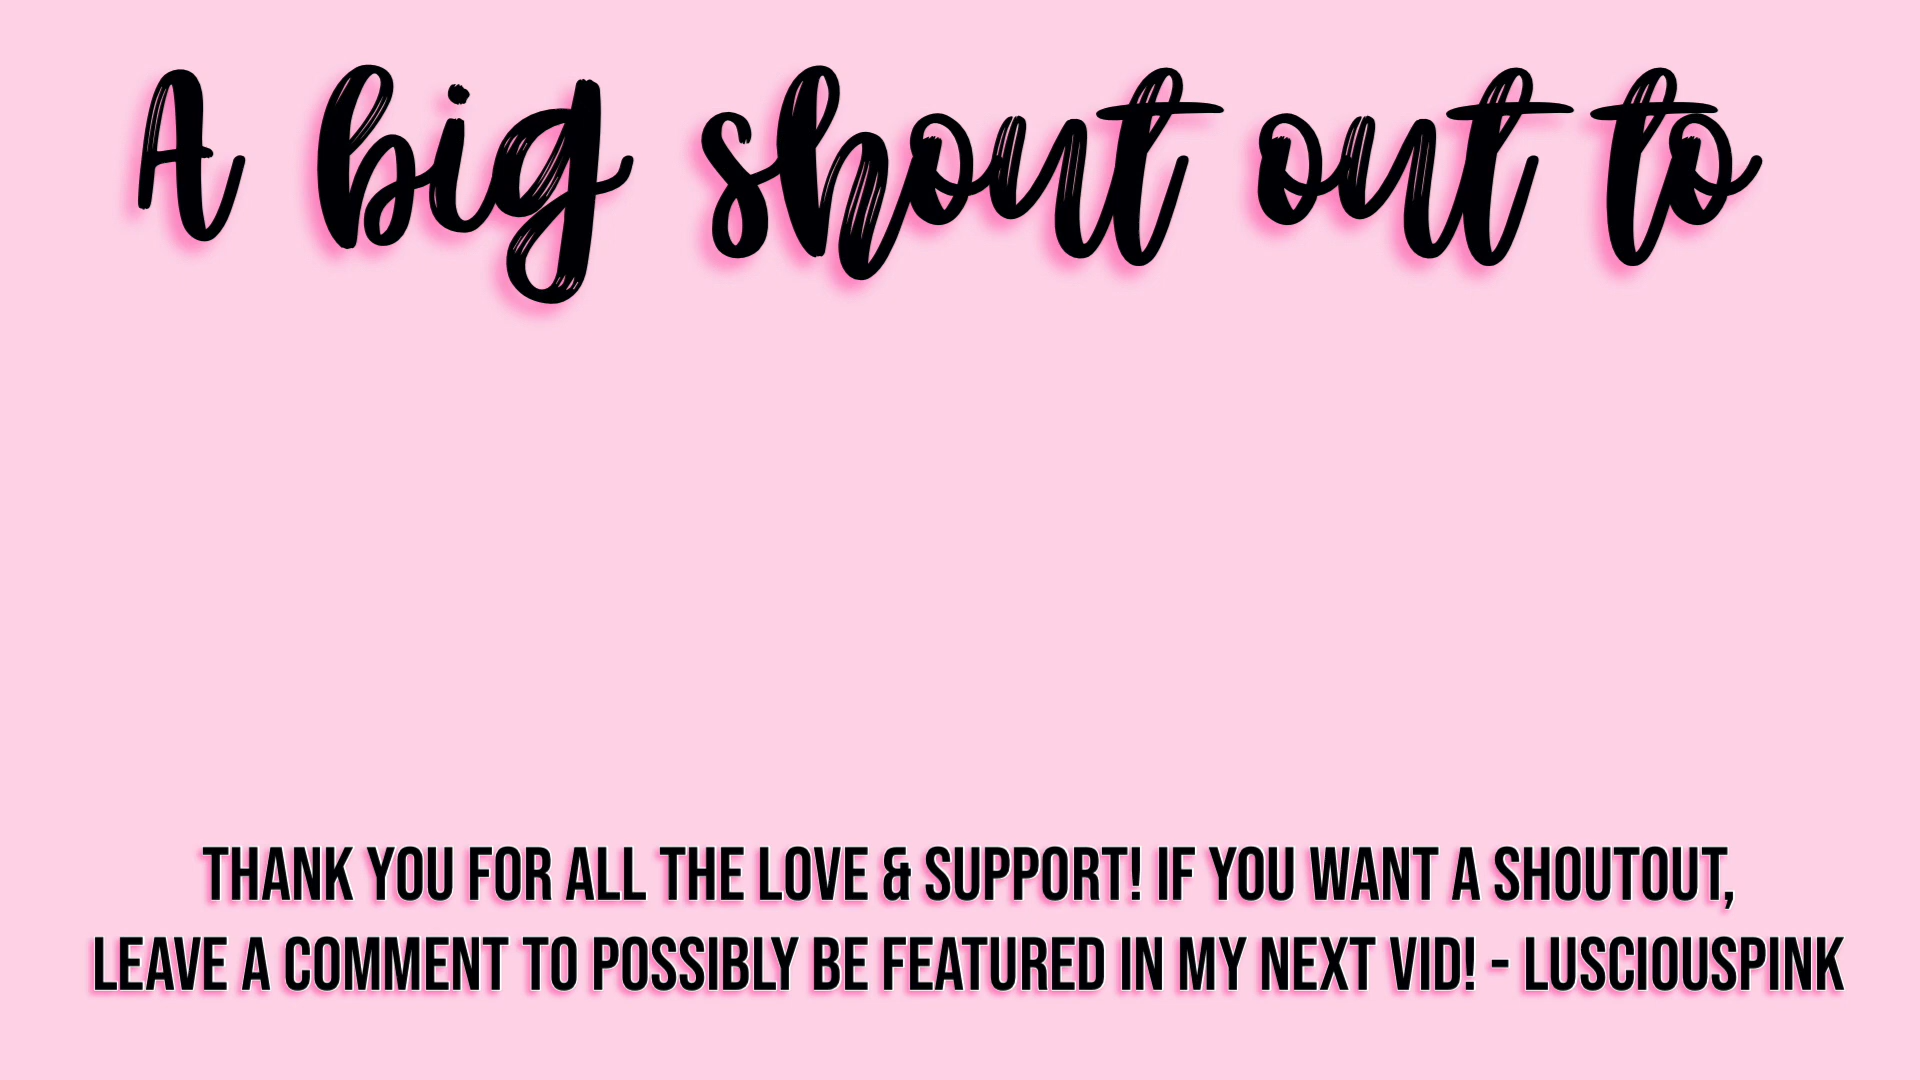 A big shout out to
THANK YOU FOR ALL THE LOVE & SUPPORT! IF YOU WANT A SHOUTOUT,
LEAVE A COMMENT TO POSSIBLY BE FEATURED IN MY NEXT VID! - LUSCIOUSPINK